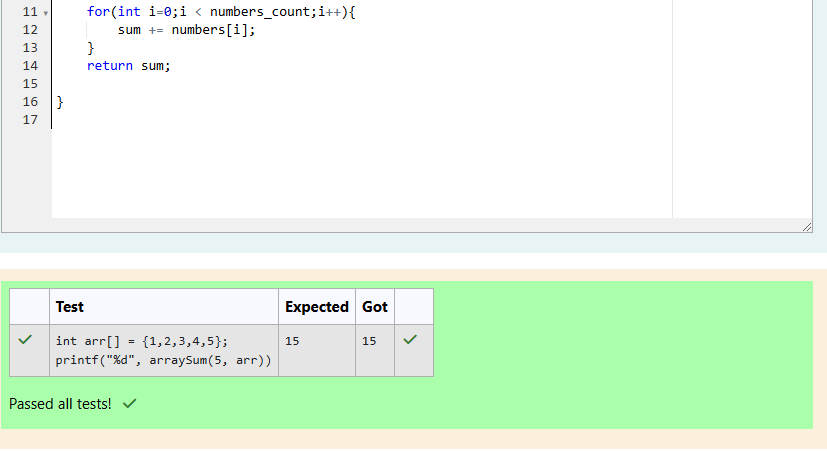 11 for(int i=0;i < numbers_count;i++){
12 sum += numbers[i];
13 }
14 return sum;
15
16 }
17
Test Expected Got
int arr[] = {1,2,3,4,5}; 15 15
printf("%d", arraySum(5, arr))
Passed all tests!